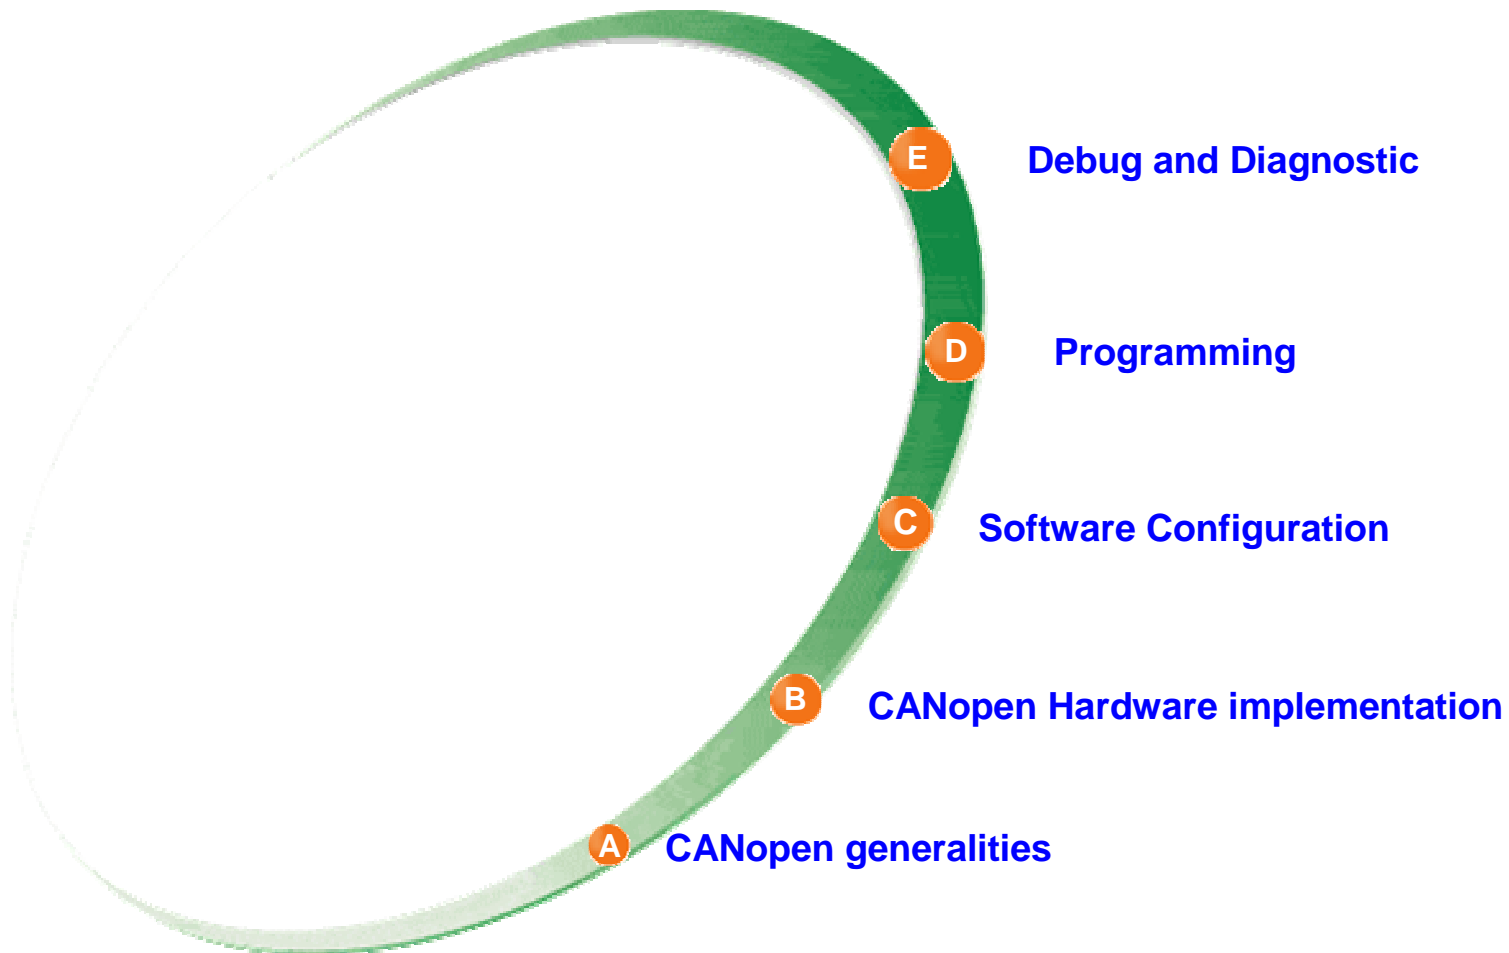 E Debug and Diagnostic
D Programming
C Software Configuration
B CANopen Hardware implementation
A CANopen generalities